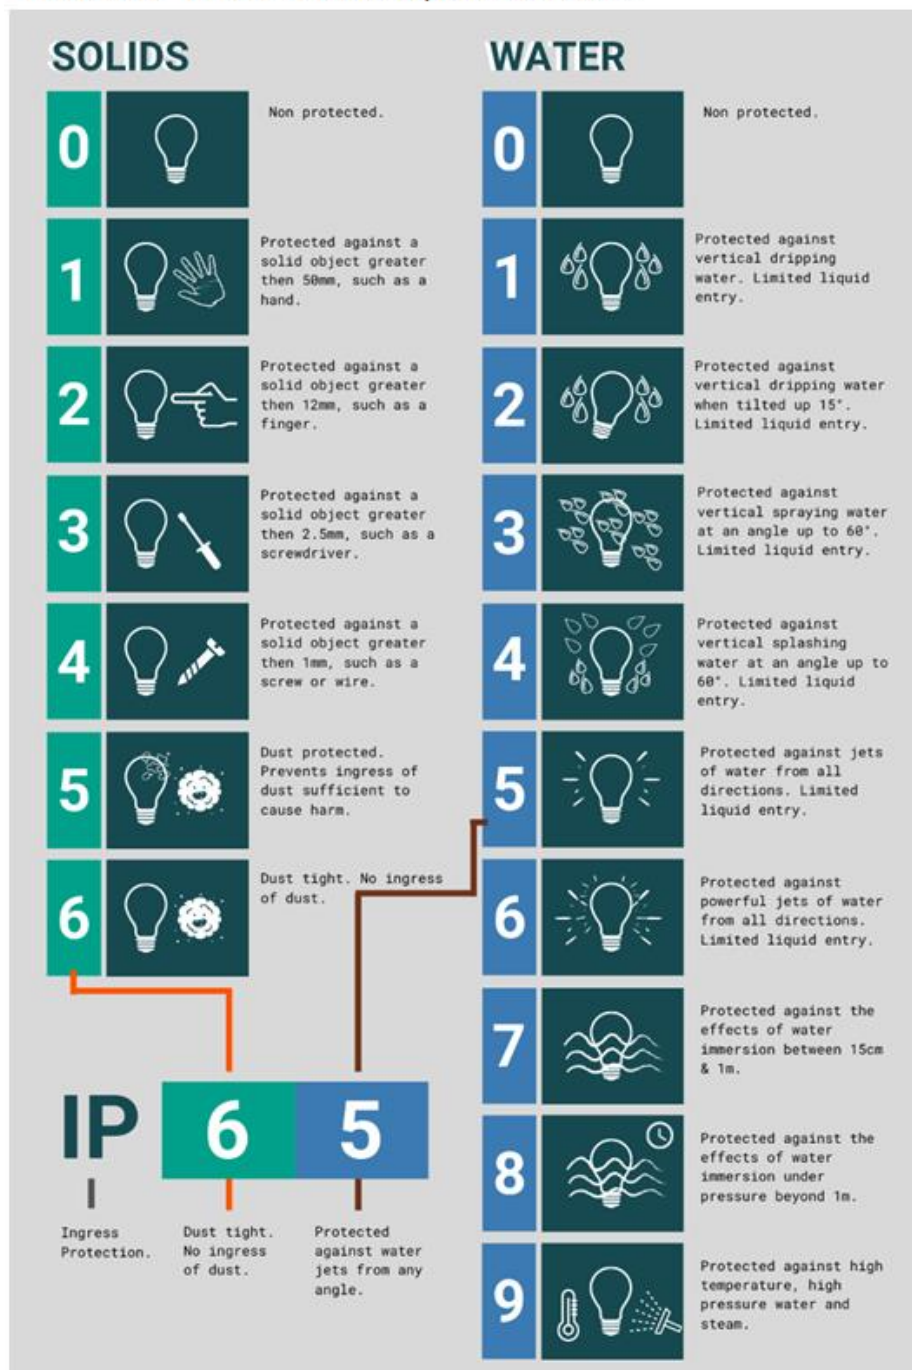 SOLIDS
0
Non protected.
1
Protected against a
solid object greater
then 50mm, such as a
hand.
2
Protected against a
solid object greater
then 12mm, such as a
finger.
3
Protected against a
solid object greater
then 2.5mm, such as a
screwdriver.
4
Protected against a
solid object greater
then 1mm, such as a
screw or wire.
5
Dust protected.
Prevents ingress of
dust sufficient to
cause harm.
6
Dust tight. No ingress
of dust.
WATER
0
Non protected.
1
Protected against
vertical dripping
water. Limited liquid
entry.
2
Protected against
vertical dripping water
when tilted up 15°.
Limited liquid entry.
3
Protected against
vertical spraying water
at an angle up to 60°.
Limited liquid entry.
4
Protected against
vertical splashing
water at an angle up to
60°. Limited liquid
entry.
5
Protected against jets
of water from all
directions. Limited
liquid entry.
6
Protected against
powerful jets of water
from all directions.
Limited liquid entry.
7
Protected against the
effects of water
immersion between 15cm
& 1m.
8
Protected against the
effects of water
immersion under
pressure beyond 1m.
9
Protected against high
temperature, high
pressure water and
steam.
IP 6 5
Ingress
Protection.
Dust tight.
No ingress
of dust.
Protected
against water
jets from any
angle.